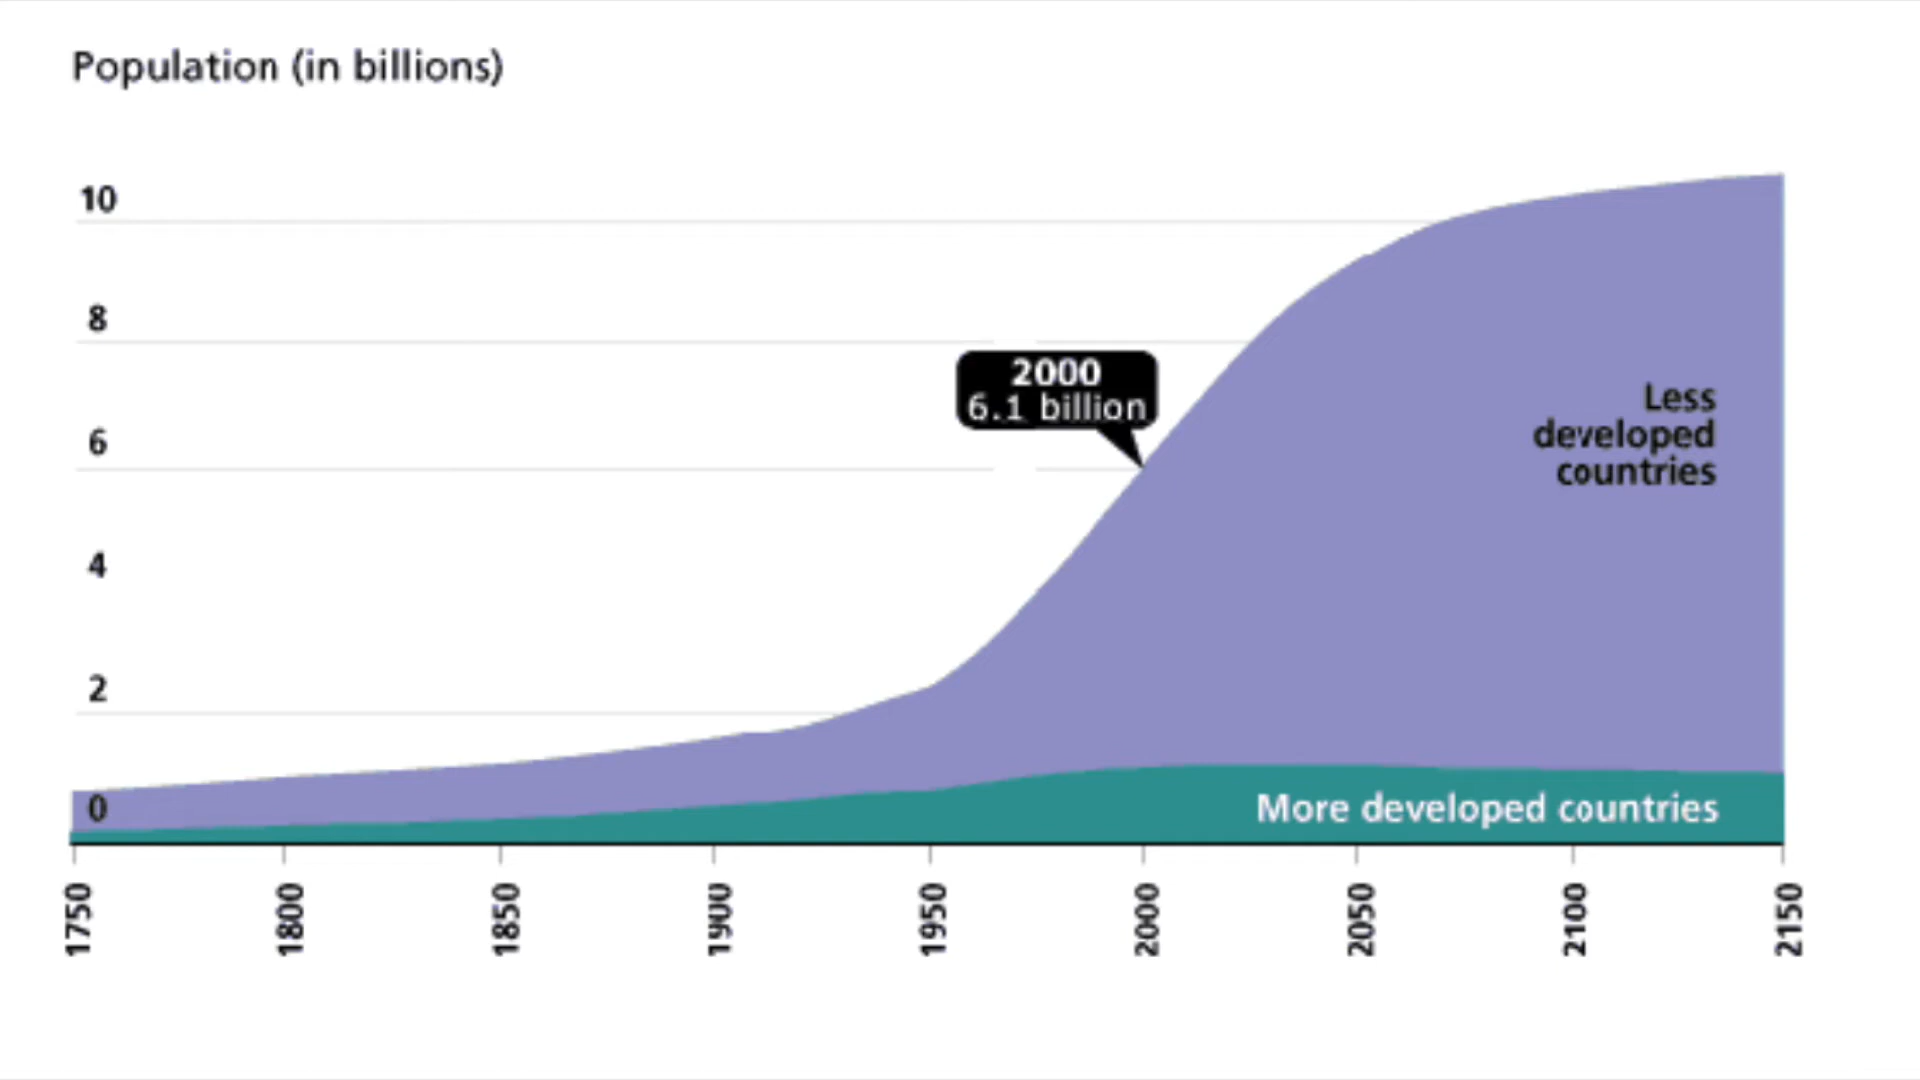 Population (in billions)
10
8
2000
6.1 billion
Less
developed
countries
6
4
2
0
More developed countries
1750
1800
1850
1900
1950
2000
2050
2100
2150